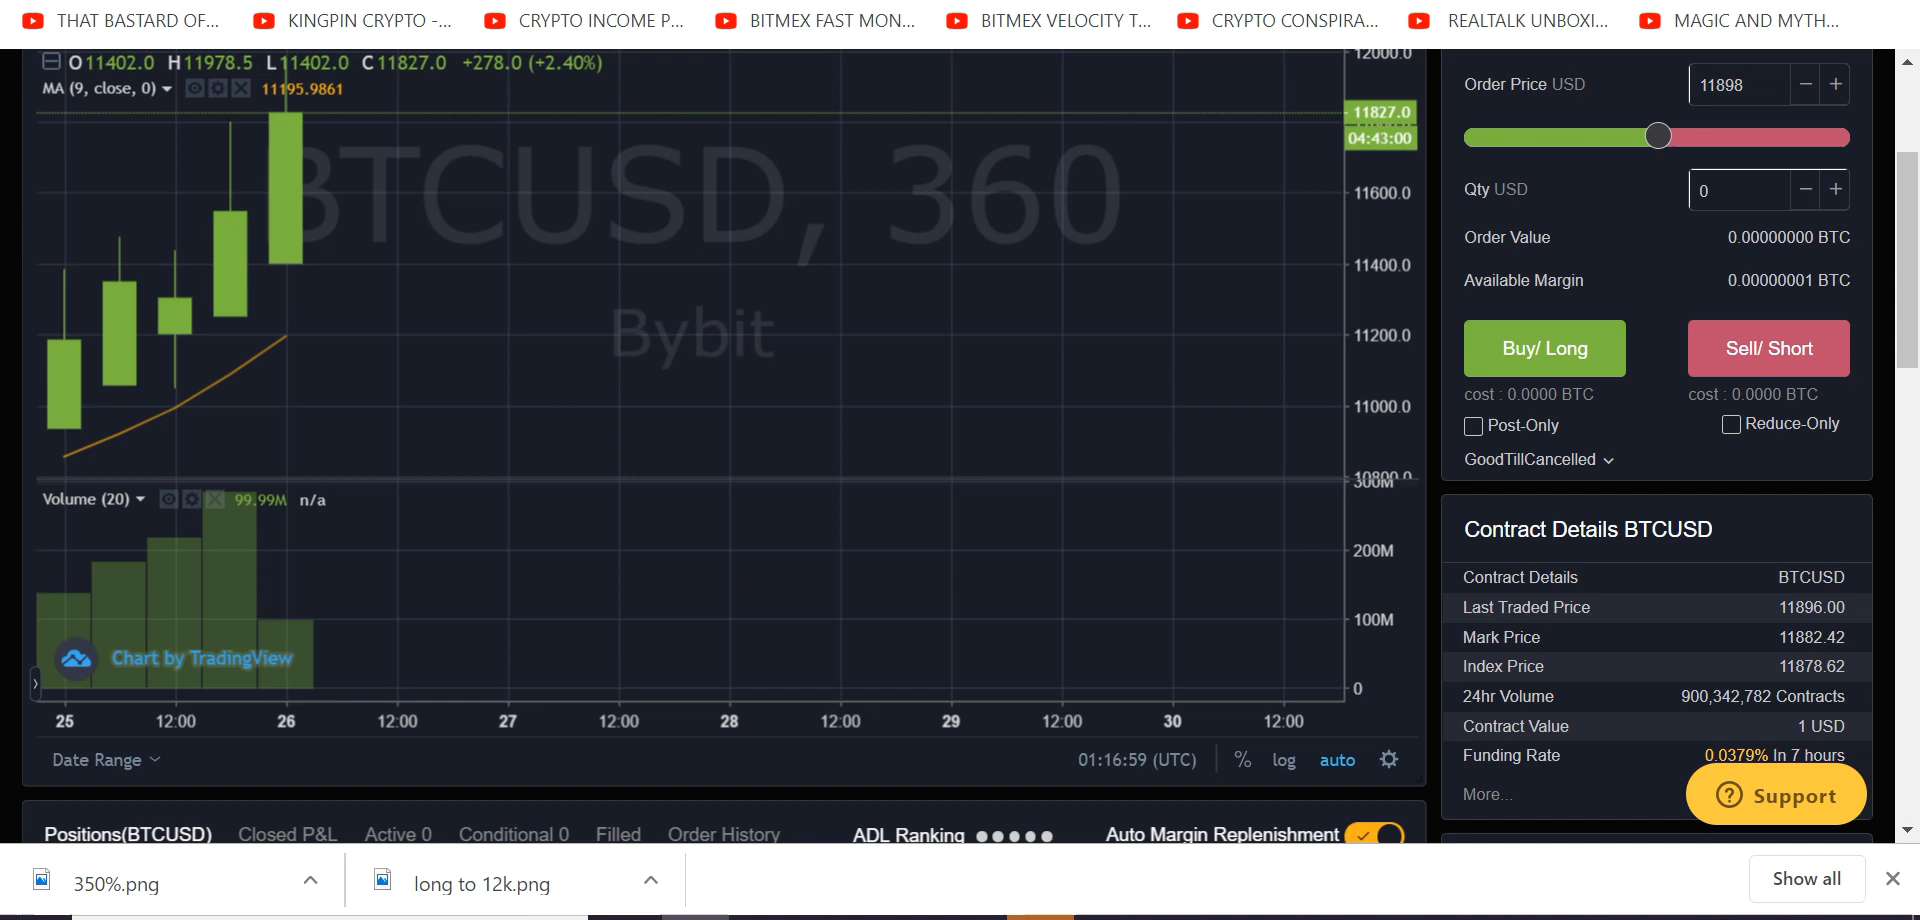 THAT BASTARD OF... KINGPIN CRYPTO -... CRYPTO INCOME P... BITMEX FAST MON... BITMEX VELOCITY T... CRYPTO CONSPIRA... REALTALK UNBOXI... MAGIC AND MYTH...
O11402.0 H11978.5 L11402.0 C11827.0 +278.0 (+2.40%)
MA (9, close, 0) 11195.9861
BTCUSD, 360
Bybit
12000.0
11827.0
04:43:00
11600.0
11400.0
11200.0
11000.0
10800.0
Volume (20) 99.99M n/a
300M
200M
100M
0
Chart by TradingView
25 12:00 26 12:00 27 12:00 28 12:00 29 12:00 30 12:00
Date Range 01:16:59 (UTC) % log auto
Positions(BTCUSD) Closed P&L Active 0 Conditional 0 Filled Order History ADL Ranking Auto Margin Replenishment
Order Price USD 11898 − +
Qty USD 0 − +
Order Value 0.00000000 BTC
Available Margin 0.00000001 BTC
Buy/ Long Sell/ Short
cost : 0.0000 BTC cost : 0.0000 BTC
Post-Only Reduce-Only
GoodTillCancelled
Contract Details BTCUSD
Contract Details BTCUSD
Last Traded Price 11896.00
Mark Price 11882.42
Index Price 11878.62
24hr Volume 900,342,782 Contracts
Contract Value 1 USD
Funding Rate 0.0379% In 7 hours
More...
Support
350%.png long to 12k.png Show all